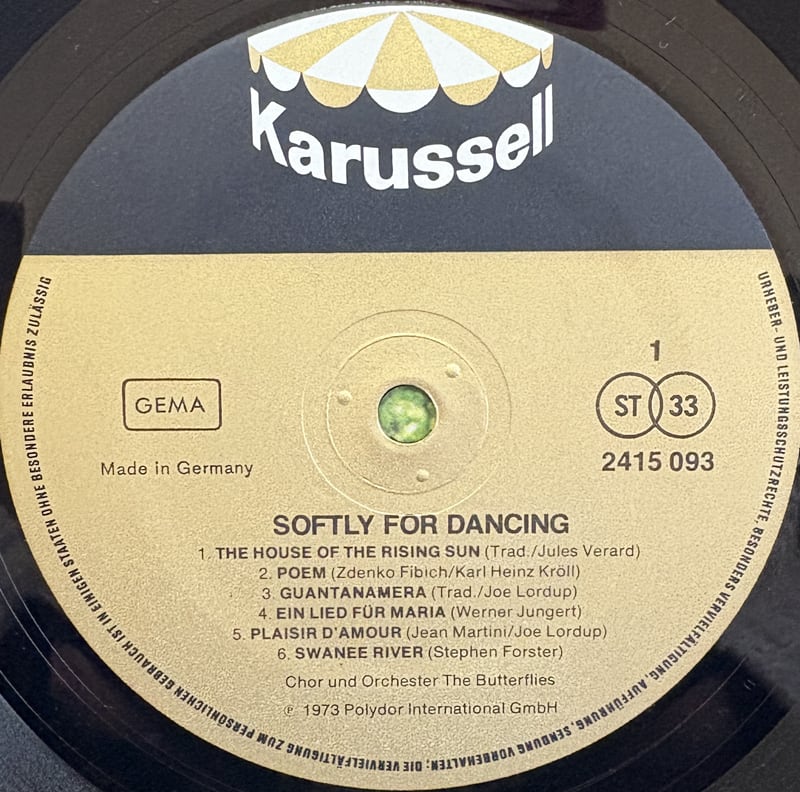 Karussell
GEMA
Made in Germany
1
ST 33
2415 093
SOFTLY FOR DANCING
1. THE HOUSE OF THE RISING SUN (Trad./Jules Verard)
2. POEM (Zdenko Fibich/Karl Heinz Kröll)
3. GUANTANAMERA (Trad./Joe Lordup)
4. EIN LIED FÜR MARIA (Werner Jungert)
5. PLAISIR D'AMOUR (Jean Martini/Joe Lordup)
6. SWANEE RIVER (Stephen Forster)
Chor und Orchester The Butterflies
℗ 1973 Polydor International GmbH
URHEBER- UND LEISTUNGSSCHUTZRECHTE, BESONDERS VERVIELFÄLTIGUNG, AUFFÜHRUNG, SENDUNG VORBEHALTEN; DIE VERVIELFÄLTIGUNG ZUM PERSÖNLICHEN GEBRAUCH IST IN EINIGEN STAATEN OHNE BESONDERE ERLAUBNIS ZULÄSSIG